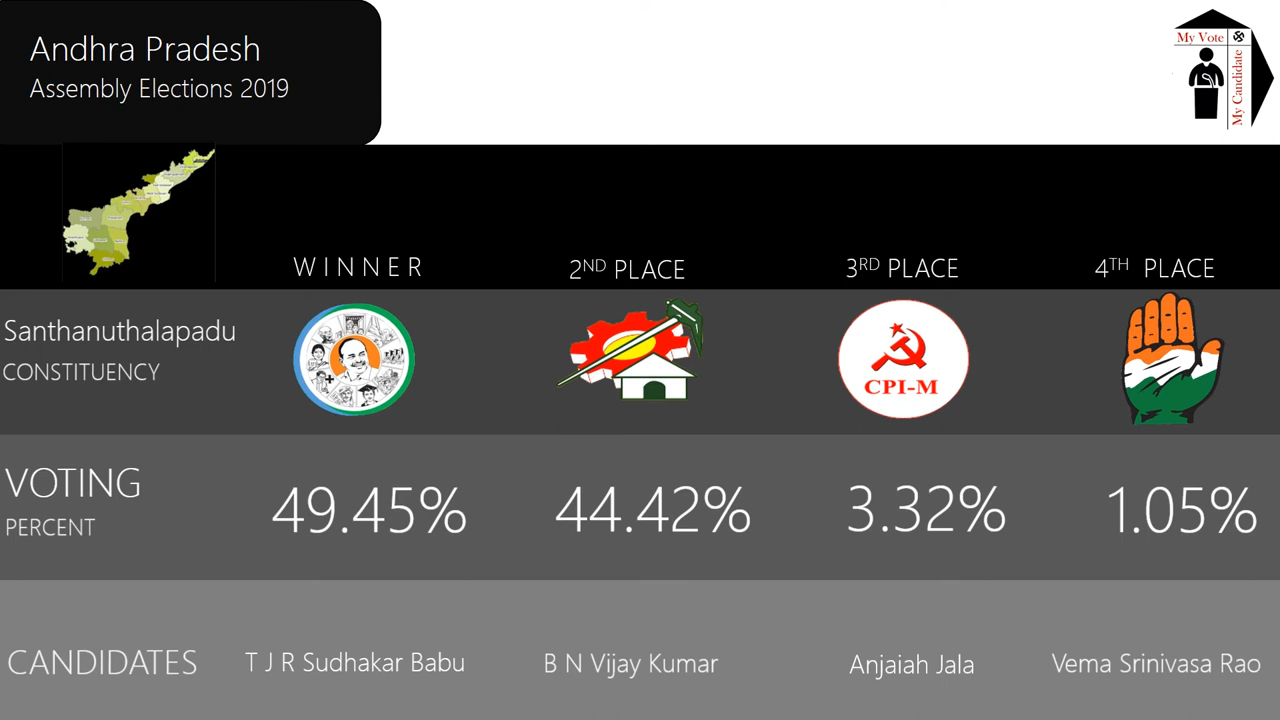 Andhra Pradesh
Assembly Elections 2019
My Vote
My Candidate
WINNER
2ND PLACE
3RD PLACE
4TH PLACE
Santhanuthalapadu
CONSTITUENCY
CPI-M
VOTING
PERCENT
49.45%
44.42%
3.32%
1.05%
CANDIDATES
T J R Sudhakar Babu
B N Vijay Kumar
Anjaiah Jala
Vema Srinivasa Rao